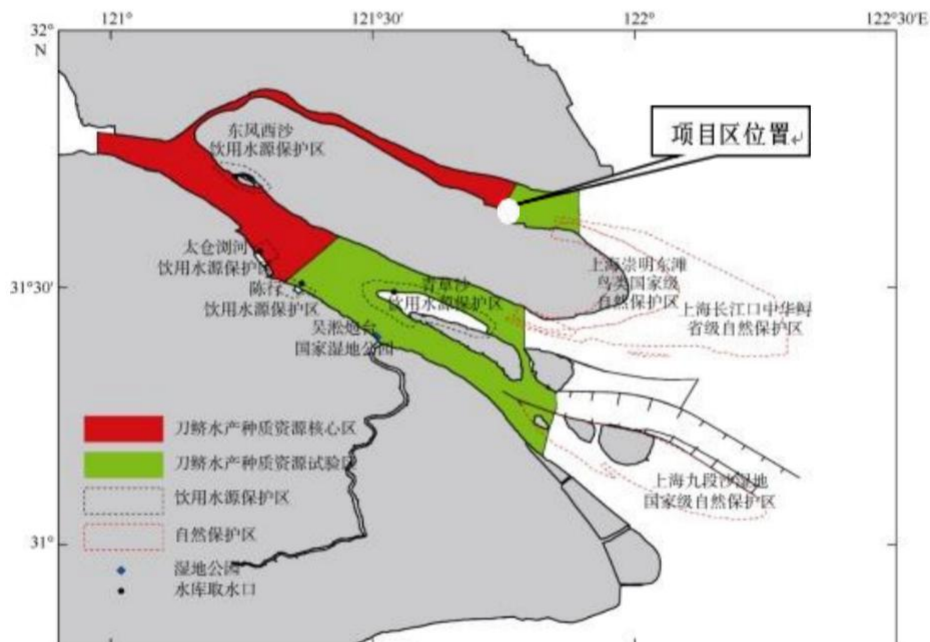 121°
121°30′
122°
122°30′E
32°
N
东风西沙
饮用水源保护区
项目区位置
太仓浏河
饮用水源保护区
31°30′
陈行
饮用水源保护区
青草沙
饮用水源保护区
上海崇明东滩
鸟类国家级
自然保护区
上海长江口中华鲟
省级自然保护区
吴淞炮台
国家湿地公园
刀鲚水产种质资源核心区
刀鲚水产种质资源试验区
饮用水源保护区
自然保护区
湿地公园
水库取水口
上海九段沙湿地
国家级自然保护区
31°